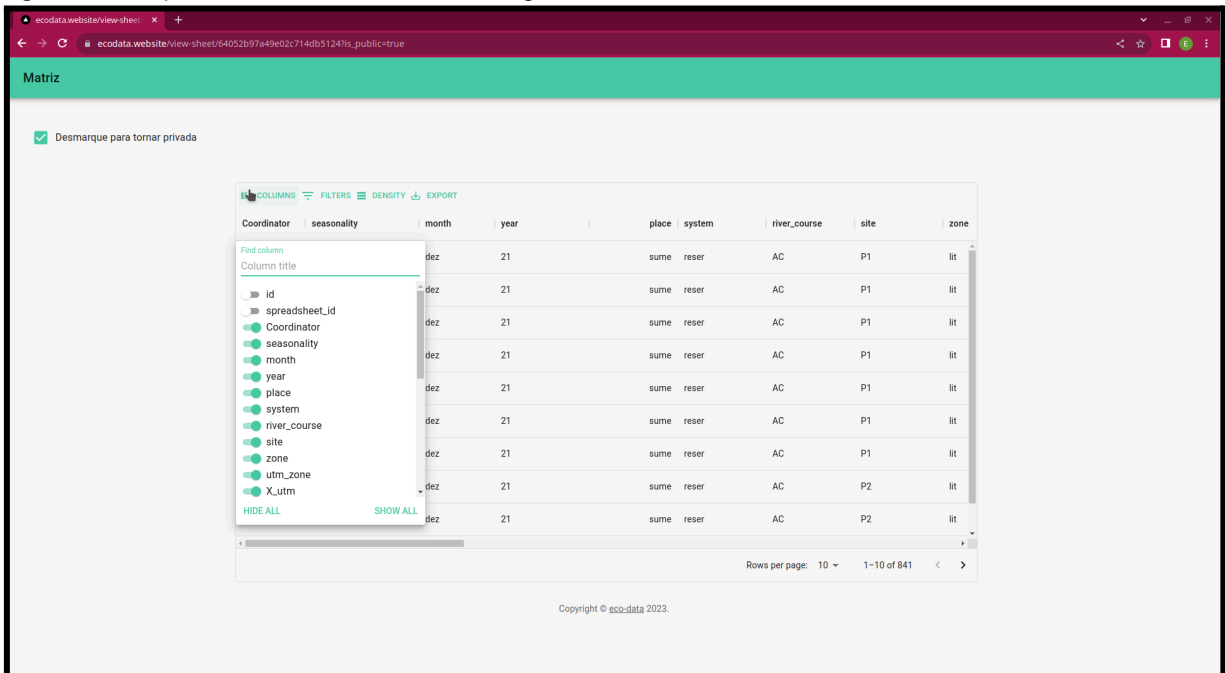 ecodata.website/view-sheet
ecodata.website/view-sheet/64052b97a49e02c714db5124?is_public=true
E
Matriz
Desmarque para tornar privada
COLUMNS FILTERS DENSITY EXPORT
Coordinator seasonality month year place system river_course site zone
Find column
Column title
id
spreadsheet_id
Coordinator
seasonality
month
year
place
system
river_course
site
zone
utm_zone
X_utm
HIDE ALL SHOW ALL
dez 21 sume reser AC P1 lit
dez 21 sume reser AC P1 lit
dez 21 sume reser AC P1 lit
dez 21 sume reser AC P1 lit
dez 21 sume reser AC P1 lit
dez 21 sume reser AC P1 lit
dez 21 sume reser AC P1 lit
dez 21 sume reser AC P2 lit
dez 21 sume reser AC P2 lit
Rows per page: 10 1–10 of 841
Copyright © eco-data 2023.